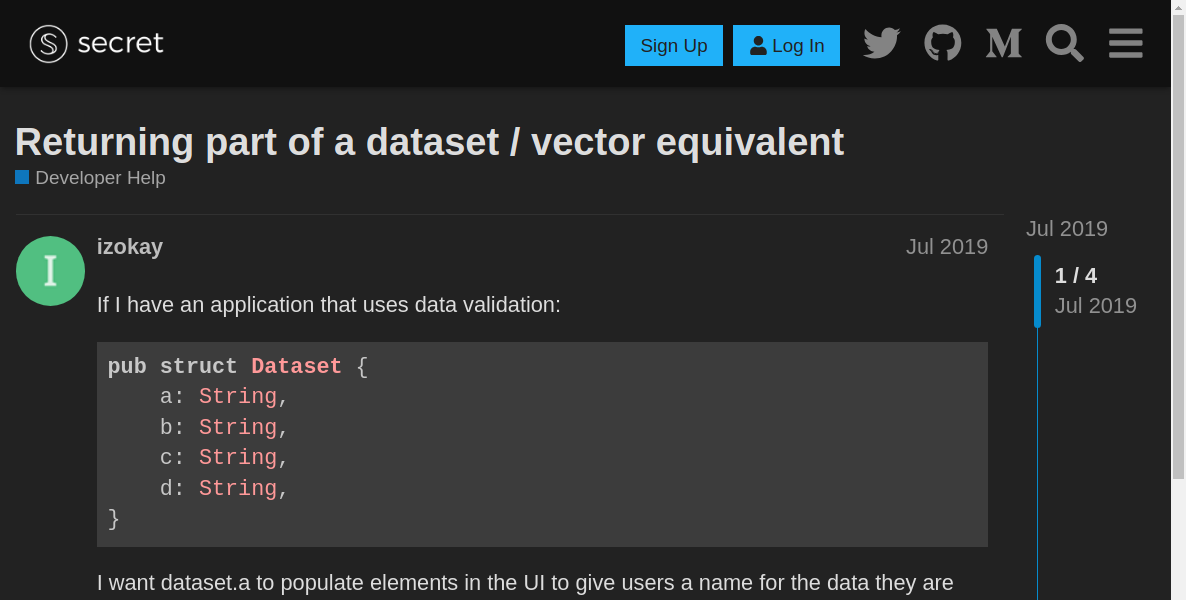 secret
Sign Up
Log In
Returning part of a dataset / vector equivalent
Developer Help
Jul 2019
I
izokay
Jul 2019
1 / 4
Jul 2019
If I have an application that uses data validation:
pub struct Dataset {
    a: String,
    b: String,
    c: String,
    d: String,
}
I want dataset.a to populate elements in the UI to give users a name for the data they are